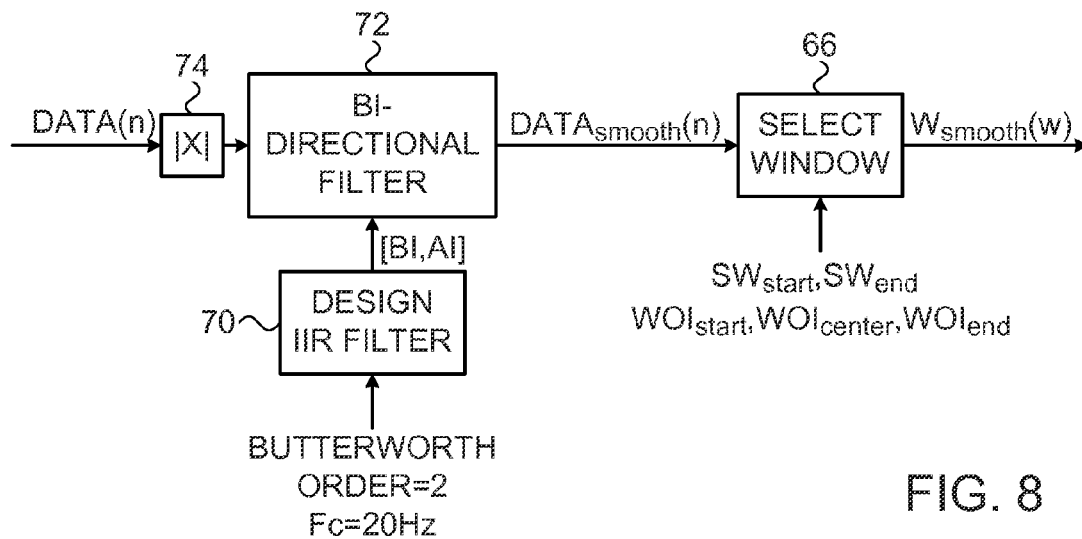 72
74
66
DATA(n)
|X|
BI-
DIRECTIONAL
FILTER
DATAsmooth(n)
SELECT
WINDOW
Wsmooth(w)
[BI,AI]
SWstart,SWend
WOIstart,WOIcenter,WOIend
70
DESIGN
IIR FILTER
BUTTERWORTH
ORDER=2
Fc=20Hz
FIG. 8